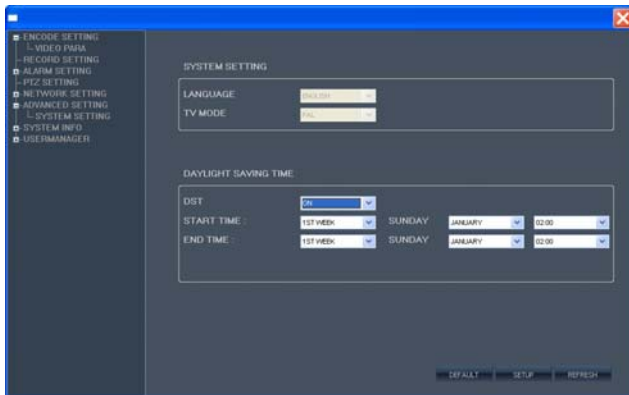 ENCODE SETTING
VIDEO PARA
RECORD SETTING
ALARM SETTING
PTZ SETTING
NETWORK SETTING
ADVANCED SETTING
SYSTEM SETTING
SYSTEM INFO
USERMANAGER
SYSTEM SETTING
LANGUAGE ENGLISH
TV MODE PAL
DAYLIGHT SAVING TIME
DST ON
START TIME : 1ST WEEK SUNDAY JANUARY 02:00
END TIME : 1ST WEEK SUNDAY JANUARY 02:00
DEFAULT SETUP REFRESH